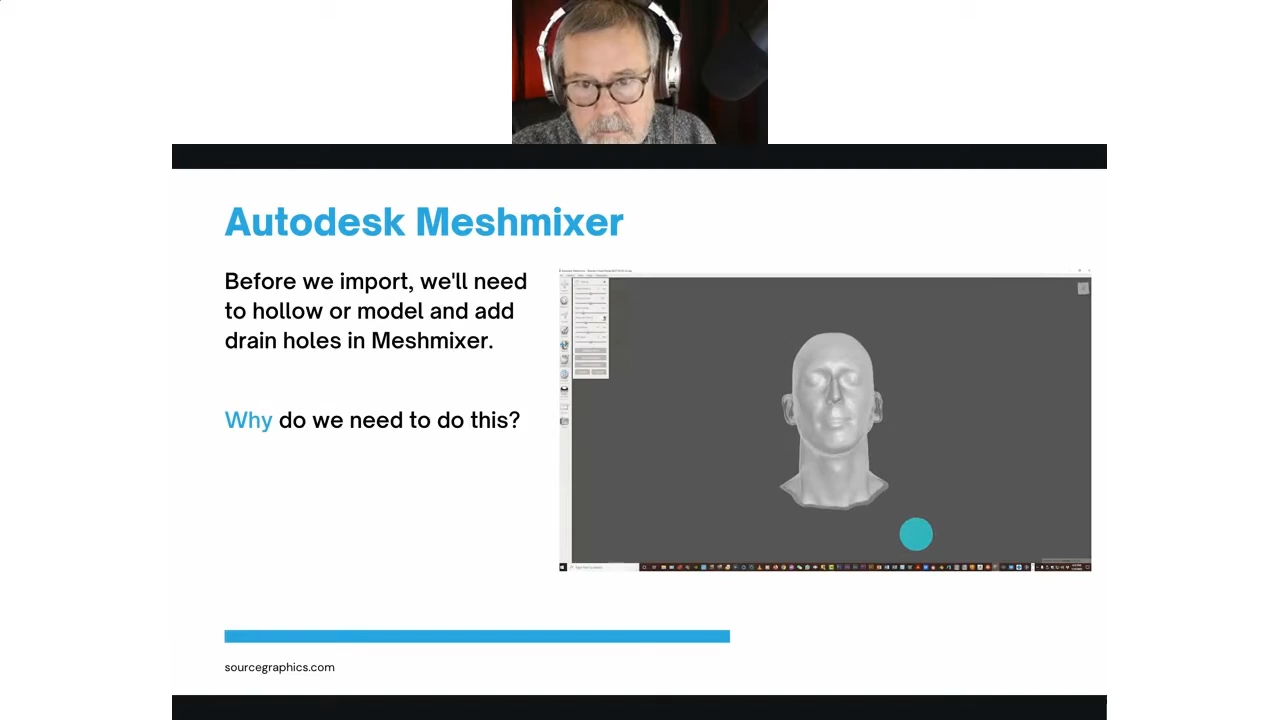 Autodesk Meshmixer
Before we import, we'll need
to hollow or model and add
drain holes in Meshmixer.
Why do we need to do this?
sourcegraphics.com